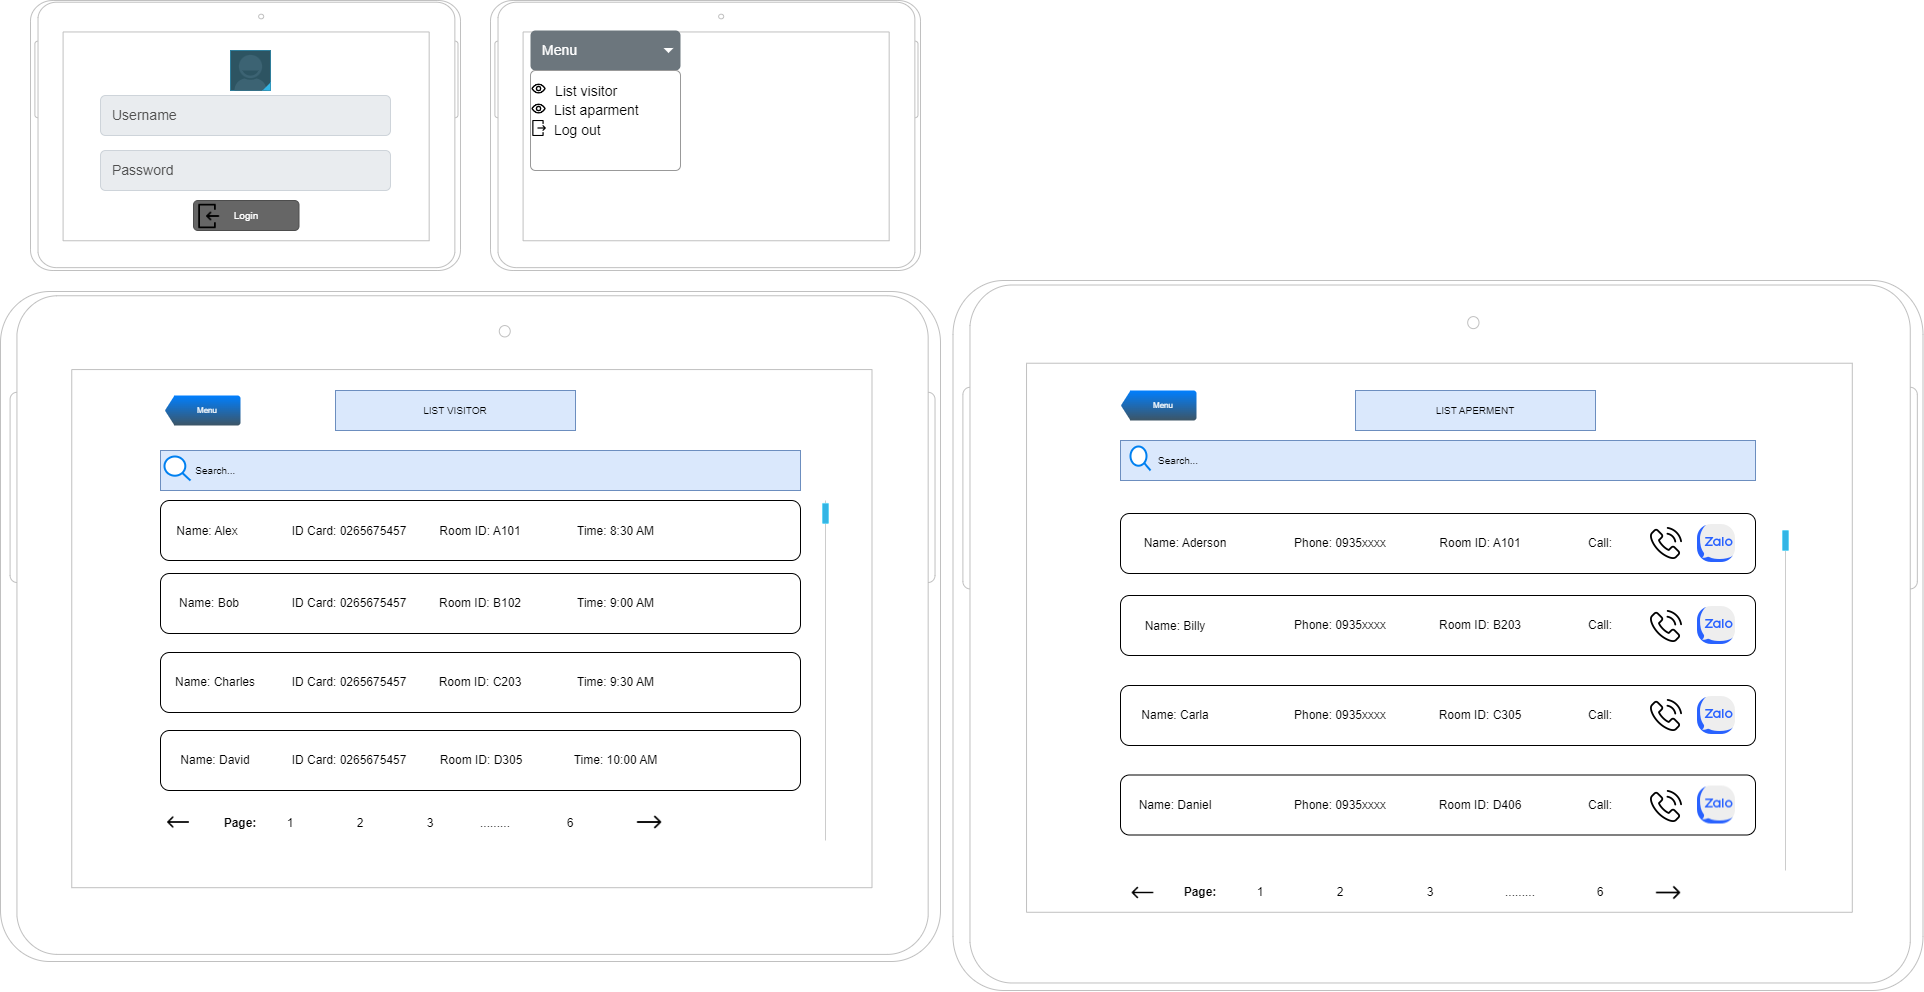 Username
Password
Login
Menu
List visitor
List aparment
Log out
Menu
LIST VISITOR
Search...
Name: Alex ID Card: 0265675457 Room ID: A101 Time: 8:30 AM
Name: Bob ID Card: 0265675457 Room ID: B102 Time: 9:00 AM
Name: Charles ID Card: 0265675457 Room ID: C203 Time: 9:30 AM
Name: David ID Card: 0265675457 Room ID: D305 Time: 10:00 AM
Page: 1 2 3 ......... 6
Menu
LIST APERMENT
Search...
Name: Aderson Phone: 0935xxxx Room ID: A101 Call: Zalo
Name: Billy Phone: 0935xxxx Room ID: B203 Call: Zalo
Name: Carla Phone: 0935xxxx Room ID: C305 Call: Zalo
Name: Daniel Phone: 0935xxxx Room ID: D406 Call: Zalo
Page: 1 2 3 ......... 6